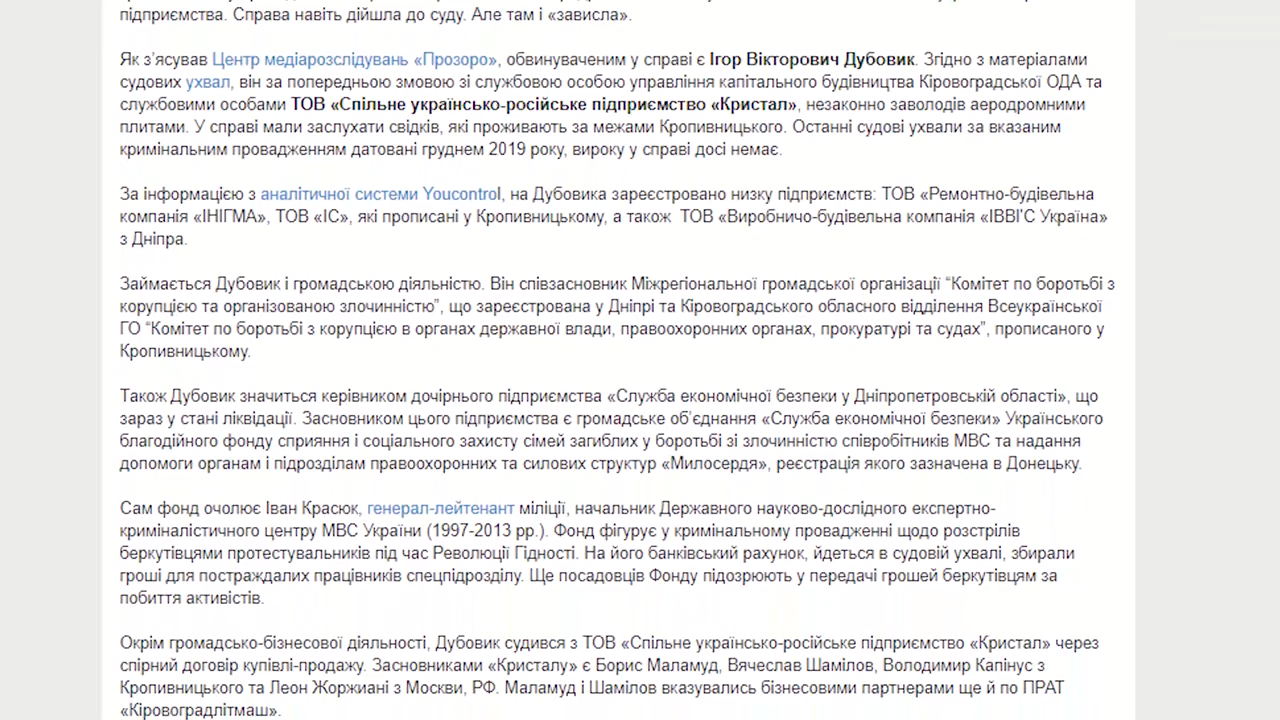 підприємства. Справа навіть дійшла до суду. Але там і «зависла».
Як з’ясував Центр медіарозслідувань «Прозоро», обвинуваченим у справі є Ігор Вікторович Дубовик. Згідно з матеріалами
судових ухвал, він за попередньою змовою зі службовою особою управління капітального будівництва Кіровоградської ОДА та
службовими особами ТОВ «Спільне українсько-російське підприємство «Кристал», незаконно заволодів аеродромними
плитами. У справі мали заслухати свідків, які проживають за межами Кропивницького. Останні судові ухвали за вказаним
кримінальним провадженням датовані груднем 2019 року, вироку у справі досі немає.
За інформацією з аналітичної системи Youcontrol, на Дубовика зареєстровано низку підприємств: ТОВ «Ремонтно-будівельна
компанія «ІНІГМА», ТОВ «ІС», які прописані у Кропивницькому, а також ТОВ «Виробничо-будівельна компанія «ІВВІ'С Україна»
з Дніпра.
Займається Дубовик і громадською діяльністю. Він співзасновник Міжрегіональної громадської організації “Комітет по боротьбі з
корупцією та організованою злочинністю”, що зареєстрована у Дніпрі та Кіровоградського обласного відділення Всеукраїнської
ГО “Комітет по боротьбі з корупцією в органах державної влади, правоохоронних органах, прокуратурі та судах”, прописаного у
Кропивницькому.
Також Дубовик значиться керівником дочірнього підприємства «Служба економічної безпеки у Дніпропетровській області», що
зараз у стані ліквідації. Засновником цього підприємства є громадське об’єднання «Служба економічної безпеки» Українського
благодійного фонду сприяння і соціального захисту сімей загиблих у боротьбі зі злочинністю співробітників МВС та надання
допомоги органам і підрозділам правоохоронних та силових структур «Милосердя», реєстрація якого зазначена в Донецьку.
Сам фонд очолює Іван Красюк, генерал-лейтенант міліції, начальник Державного науково-дослідного експертно-
криміналістичного центру МВС України (1997-2013 рр.). Фонд фігурує у кримінальному провадженні щодо розстрілів
беркутівцями протестувальників під час Революції Гідності. На його банківський рахунок, йдеться в судовій ухвалі, збирали
гроші для постраждалих працівників спецпідрозділу. Ще посадовців Фонду підозрюють у передачі грошей беркутівцям за
побиття активістів.
Окрім громадсько-бізнесової діяльності, Дубовик судився з ТОВ «Спільне українсько-російське підприємство «Кристал» через
спірний договір купівлі-продажу. Засновниками «Кристалу» є Борис Маламуд, Вячеслав Шамілов, Володимир Капінус з
Кропивницького та Леон Жоржиані з Москви, РФ. Маламуд і Шамілов вказувались бізнесовими партнерами ще й по ПРАТ
«Кіровоградлітмаш».